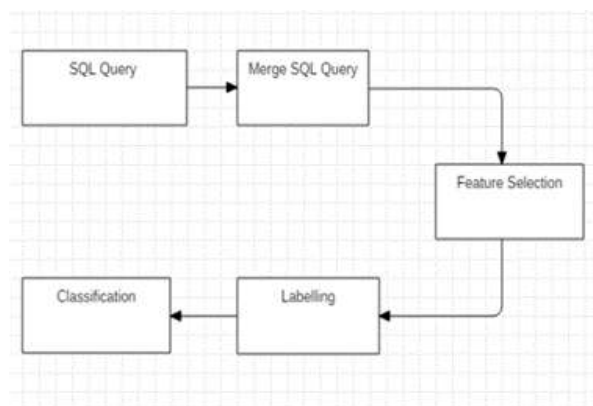 SQL Query
Merge SQL Query
Feature Selection
Labelling
Classification